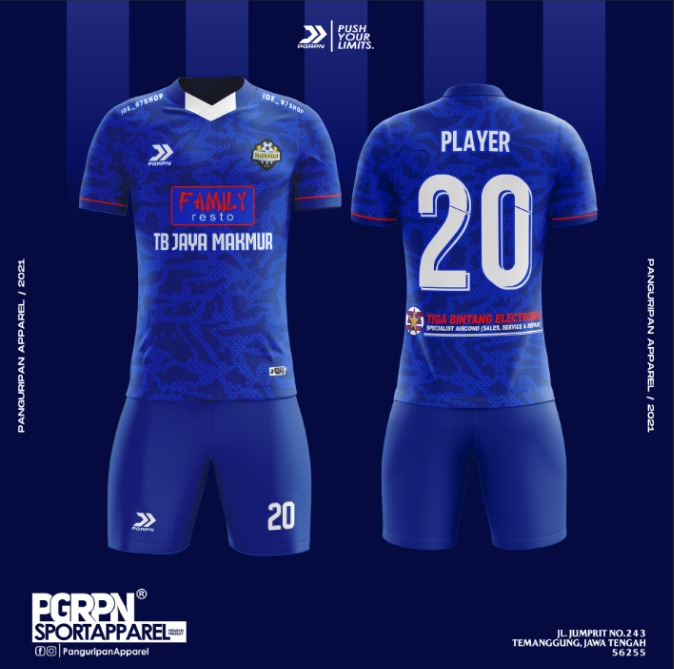 PUSH
YOUR
LIMITS.
PGRPN
IDE_97SHOP
IDE_97SHOP
PGRPN
FAMILY
resto
TB JAYA MAKMUR
PLAYER
20
TIGA BINTANG ELECTRONIC
SPECIALIST AIRCOND (SALES, SERVICE & REPAIR)
PGRPN
20
PANGURIPAN APPAREL / 2021
PANGURIPAN APPAREL / 2021
PGRPN®
SPORTAPPAREL PREMIUM PRODUCT
PanguripanApparel
JL. JUMPRIT NO.243
TEMANGGUNG, JAWA TENGAH
56255